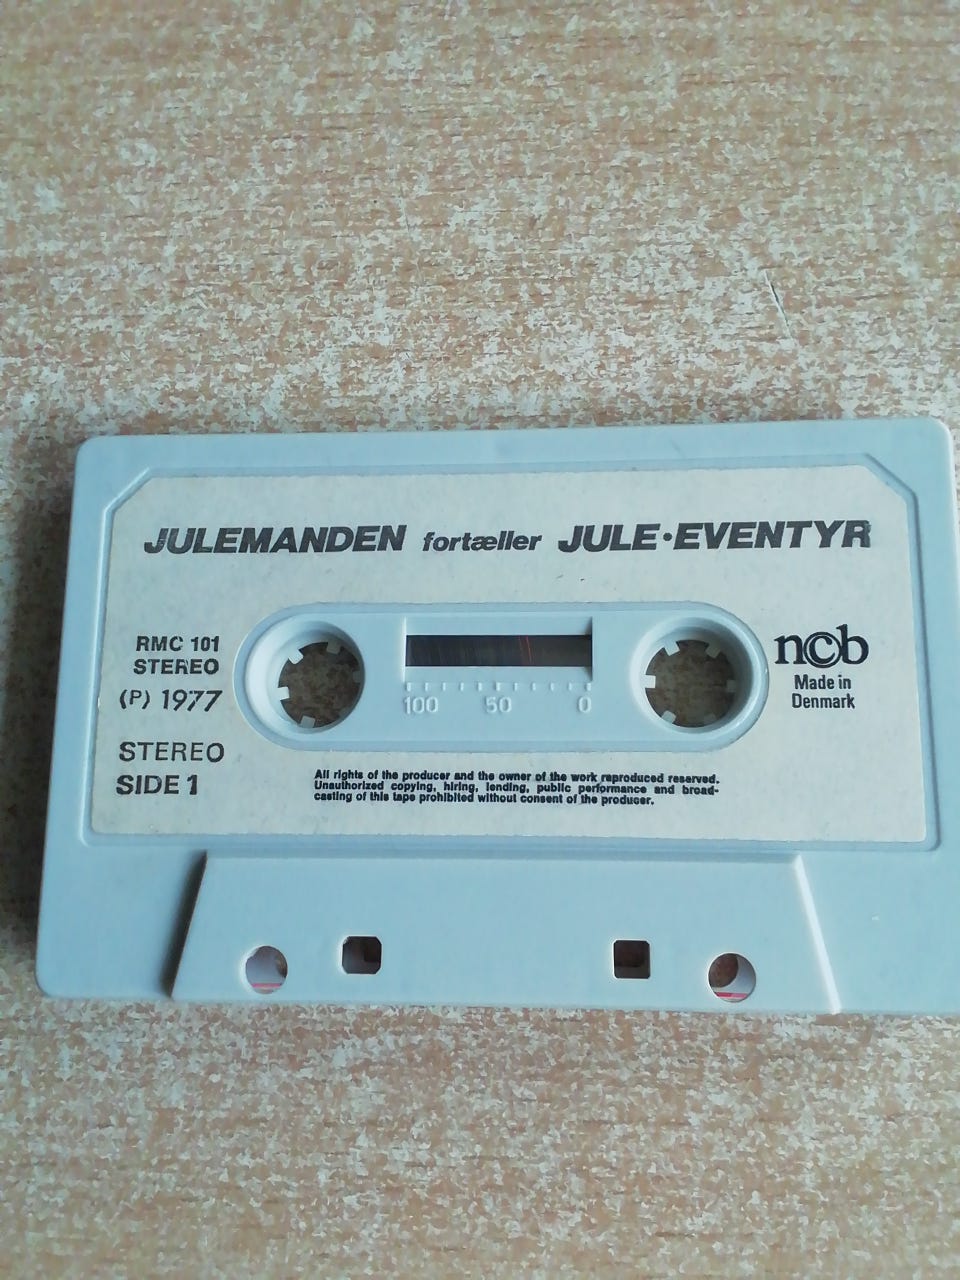 JULEMANDEN fortæller JULE·EVENTYR
RMC 101
STEREO
(P) 1977
STEREO
SIDE 1
100 50 0
n©b
Made in
Denmark
All rights of the producer and the owner of the work reproduced reserved.
Unauthorized copying, hiring, lending, public performance and broad-
casting of this tape prohibited without consent of the producer.